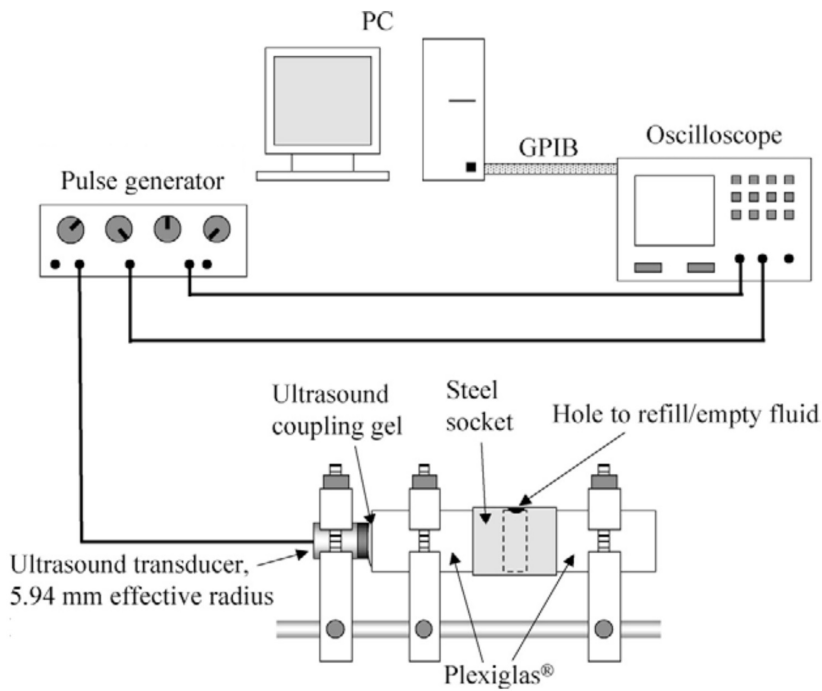 PC
GPIB
Oscilloscope
Pulse generator
Ultrasound
coupling gel
Steel
socket
Hole to refill/empty fluid
Ultrasound transducer,
5.94 mm effective radius
Plexiglas®